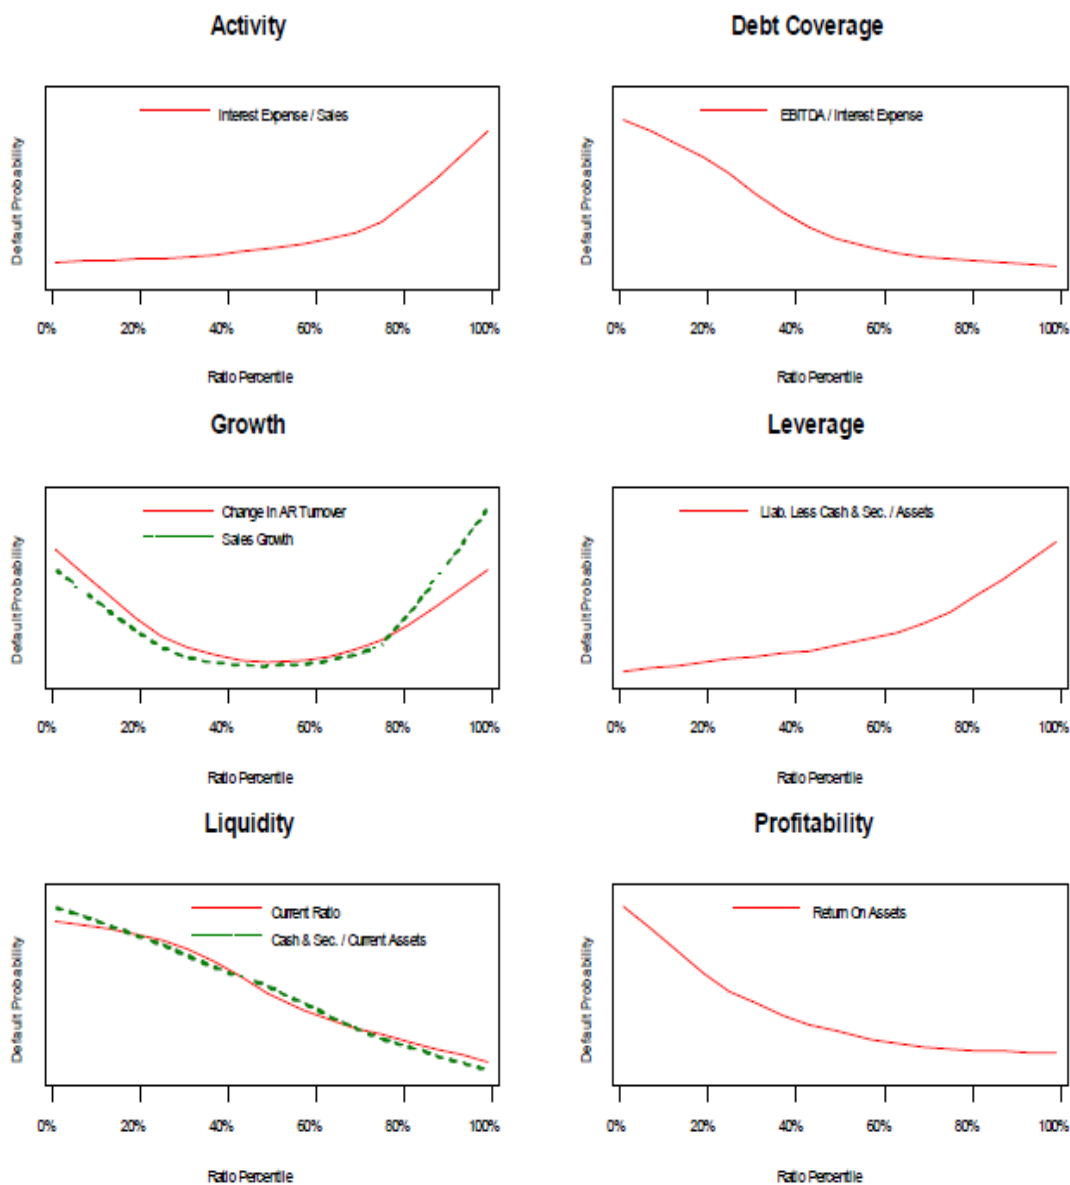 Activity
Interest Expense / Sales
Default Probability
0% 20% 40% 60% 80% 100%
Ratio Percentile
Debt Coverage
EBITDA / Interest Expense
Default Probability
0% 20% 40% 60% 80% 100%
Ratio Percentile
Growth
Change In AR Turnover
Sales Growth
Default Probability
0% 20% 40% 60% 80% 100%
Ratio Percentile
Leverage
Liab. Less Cash & Sec. / Assets
Default Probability
0% 20% 40% 60% 80% 100%
Ratio Percentile
Liquidity
Current Ratio
Cash & Sec. / Current Assets
Default Probability
0% 20% 40% 60% 80% 100%
Ratio Percentile
Profitability
Return On Assets
Default Probability
0% 20% 40% 60% 80% 100%
Ratio Percentile